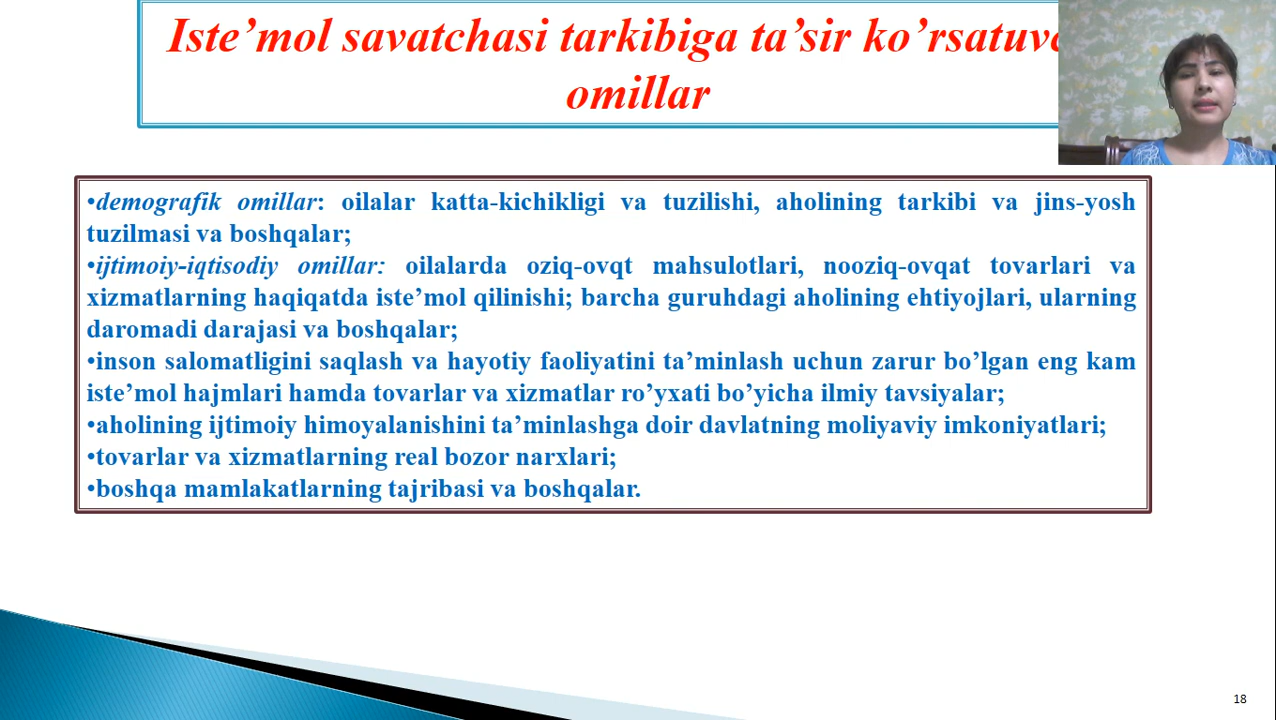 Iste’mol savatchasi tarkibiga ta’sir
omillar
•demografik omillar: oilalar katta-kichikligi va tuzilishi, aholining tarkibi va jins-yosh
tuzilmasi va boshqalar;
•ijtimoiy-iqtisodiy omillar: oilalarda oziq-ovqt mahsulotlari, nooziq-ovqat tovarlari va
xizmatlarning haqiqatda iste’mol qilinishi; barcha guruhdagi aholining ehtiyojlari, ularning
daromadi darajasi va boshqalar;
•inson salomatligini saqlash va hayotiy faoliyatini ta’minlash uchun zarur bo’lgan eng kam
iste’mol hajmlari hamda tovarlar va xizmatlar ro’yxati bo’yicha ilmiy tavsiyalar;
•aholining ijtimoiy himoyalanishini ta’minlashga doir davlatning moliyaviy imkoniyatlari;
•tovarlar va xizmatlarning real bozor narxlari;
•boshqa mamlakatlarning tajribasi va boshqalar.
18